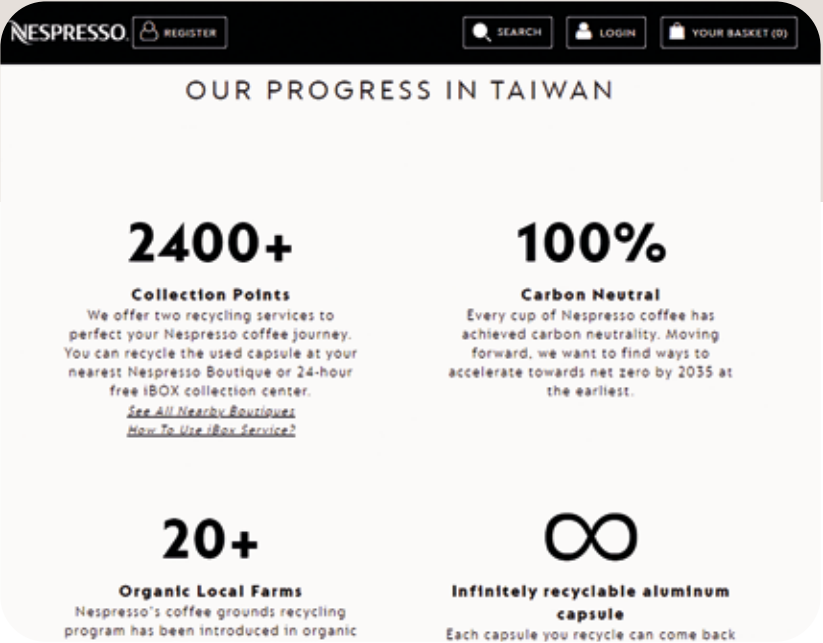 NESPRESSO.
REGISTER
SEARCH
LOGIN
YOUR BASKET (0)
OUR PROGRESS IN TAIWAN
2400+
Collection Points
We offer two recycling services to
perfect your Nespresso coffee journey.
You can recycle the used capsule at your
nearest Nespresso Boutique or 24-hour
free iBOX collection center.
See All Nearby Boutiques
How To Use iBox Service?
100%
Carbon Neutral
Every cup of Nespresso coffee has
achieved carbon neutrality. Moving
forward, we want to find ways to
accelerate towards net zero by 2035 at
the earliest.
20+
Organic Local Farms
Nespresso's coffee grounds recycling
program has been introduced in organic
∞
Infinitely recyclable aluminum
capsule
Each capsule you recycle can come back